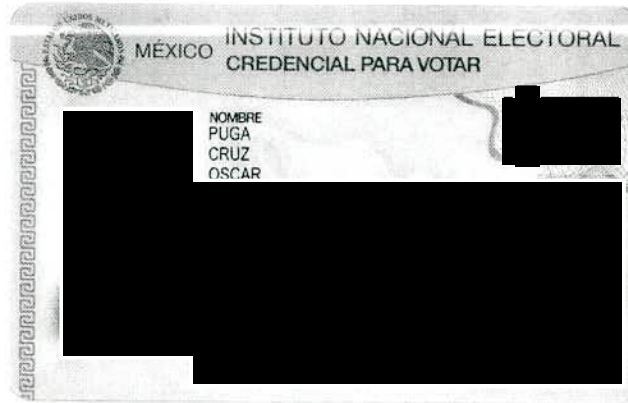 MÉXICO
INSTITUTO NACIONAL ELECTORAL
CREDENCIAL PARA VOTAR
NOMBRE
PUGA
CRUZ
OSCAR